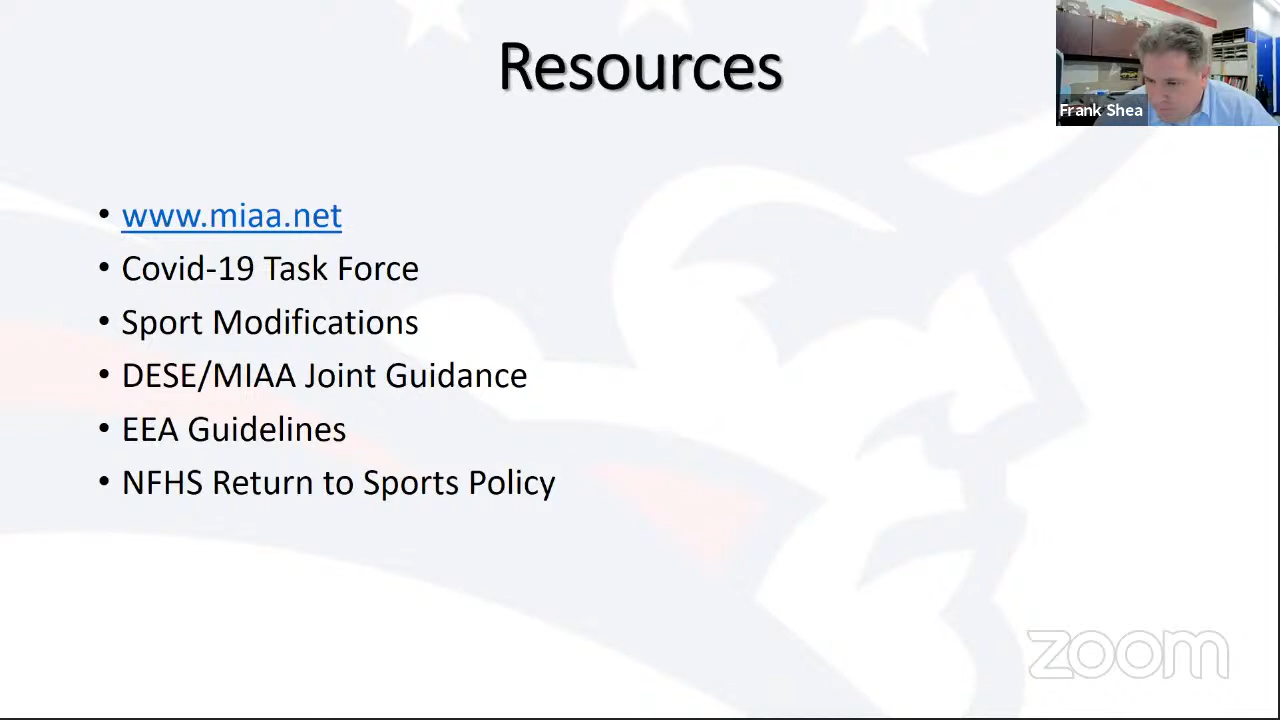 Resources
Frank Shea
• www.miaa.net
• Covid-19 Task Force
• Sport Modifications
• DESE/MIAA Joint Guidance
• EEA Guidelines
• NFHS Return to Sports Policy
zoom